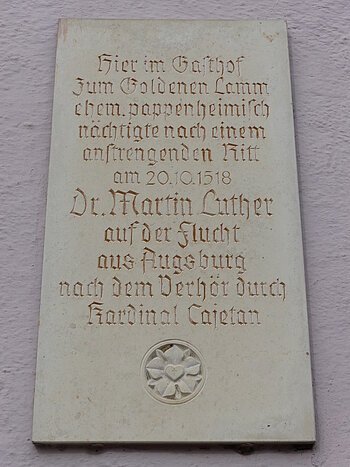 Hier im Gasthof
Zum Goldenen Lamm
ehem. pappenheimisch
nächtigte nach einem
anstrengenden Ritt
am 20.10.1518
Dr. Martin Luther
auf der Flucht
aus Augsburg
nach dem Verhör durch
Kardinal Cajetan